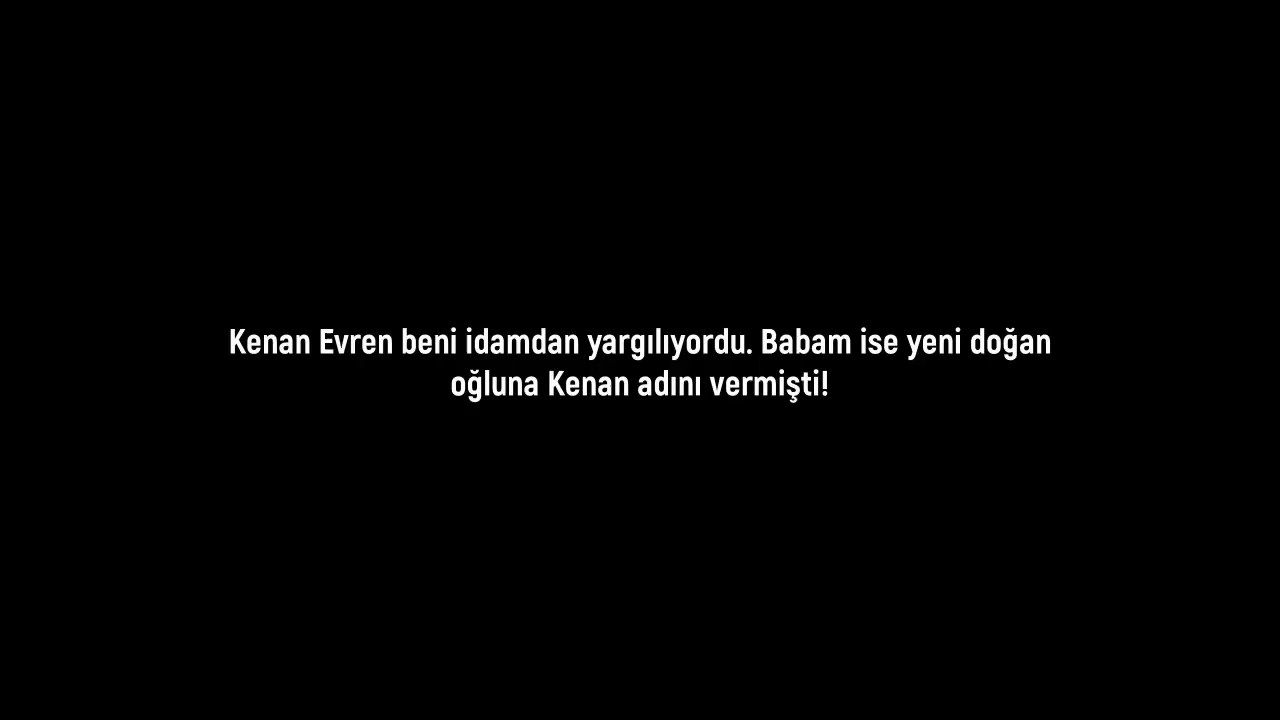 Kenan Evren beni idamdan yargılıyordu. Babam ise yeni doğan
oğluna Kenan adını vermişti!